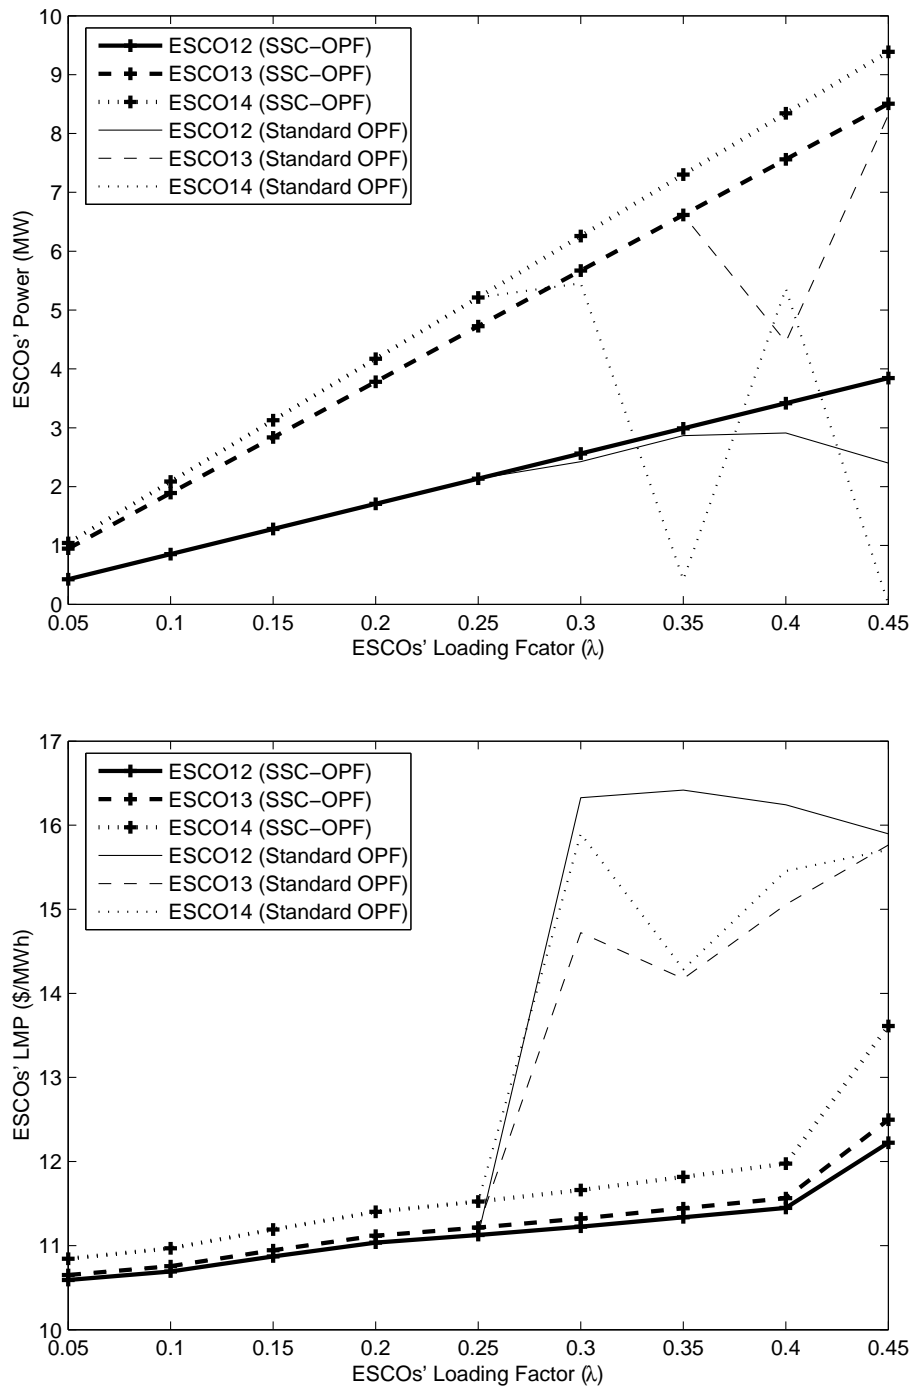 10
9
8
7
6
5
4
3
2
1
0
ESCOs' Power (MW)
ESCO12 (SSC−OPF)
ESCO13 (SSC−OPF)
ESCO14 (SSC−OPF)
ESCO12 (Standard OPF)
ESCO13 (Standard OPF)
ESCO14 (Standard OPF)
0.05 0.1 0.15 0.2 0.25 0.3 0.35 0.4 0.45
ESCOs' Loading Fcator (λ)
17
16
15
14
13
12
11
10
ESCOs' LMP ($/MWh)
ESCO12 (SSC−OPF)
ESCO13 (SSC−OPF)
ESCO14 (SSC−OPF)
ESCO12 (Standard OPF)
ESCO13 (Standard OPF)
ESCO14 (Standard OPF)
0.05 0.1 0.15 0.2 0.25 0.3 0.35 0.4 0.45
ESCOs' Loading Factor (λ)